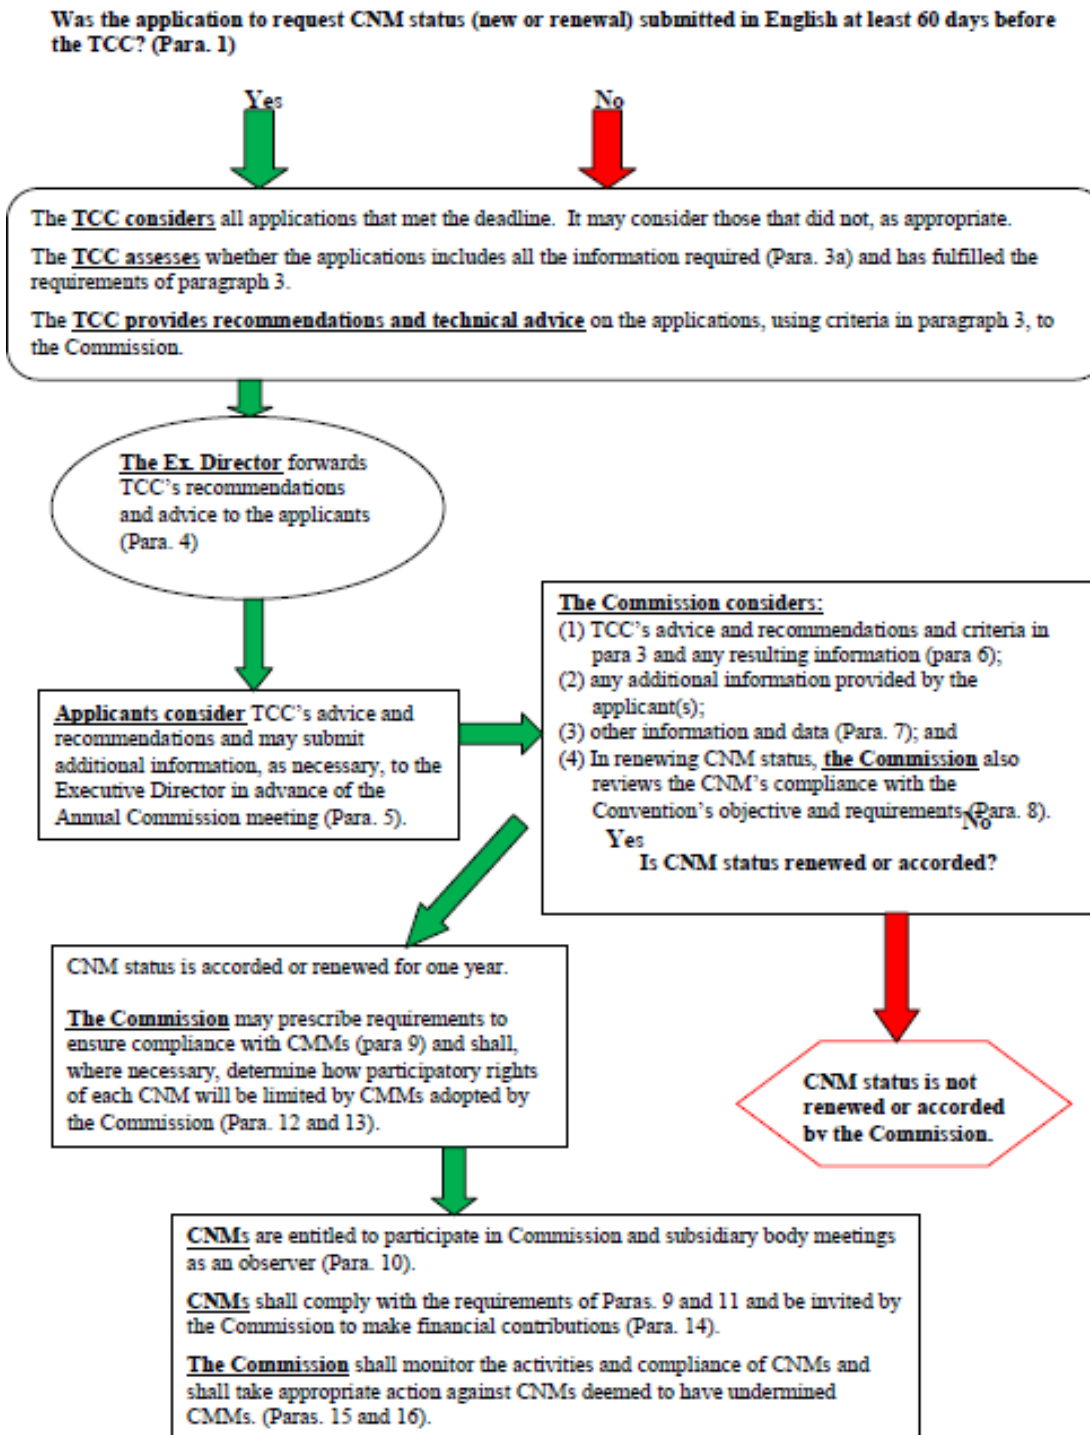 Was the application to request CNM status (new or renewal) submitted in English at least 60 days before
the TCC? (Para. 1)
Yes
No
The TCC considers all applications that met the deadline. It may consider those that did not, as appropriate.
The TCC assesses whether the applications includes all the information required (Para. 3a) and has fulfilled the
requirements of paragraph 3.
The TCC provides recommendations and technical advice on the applications, using criteria in paragraph 3, to
the Commission.
The Ex. Director forwards
TCC's recommendations
and advice to the applicants
(Para. 4)
Applicants consider TCC's advice and
recommendations and may submit
additional information, as necessary, to the
Executive Director in advance of the
Annual Commission meeting (Para. 5).
The Commission considers:
(1) TCC's advice and recommendations and criteria in
para 3 and any resulting information (para 6);
(2) any additional information provided by the
applicant(s);
(3) other information and data (Para. 7); and
(4) In renewing CNM status, the Commission also
reviews the CNM's compliance with the
Convention's objective and requirements (Para. 8).
No
Yes
Is CNM status renewed or accorded?
CNM status is accorded or renewed for one year.
The Commission may prescribe requirements to
ensure compliance with CMMs (para 9) and shall,
where necessary, determine how participatory rights
of each CNM will be limited by CMMs adopted by
the Commission (Para. 12 and 13).
CNM status is not
renewed or accorded
by the Commission.
CNMs are entitled to participate in Commission and subsidiary body meetings
as an observer (Para. 10).
CNMs shall comply with the requirements of Paras. 9 and 11 and be invited by
the Commission to make financial contributions (Para. 14).
The Commission shall monitor the activities and compliance of CNMs and
shall take appropriate action against CNMs deemed to have undermined
CMMs. (Paras. 15 and 16).